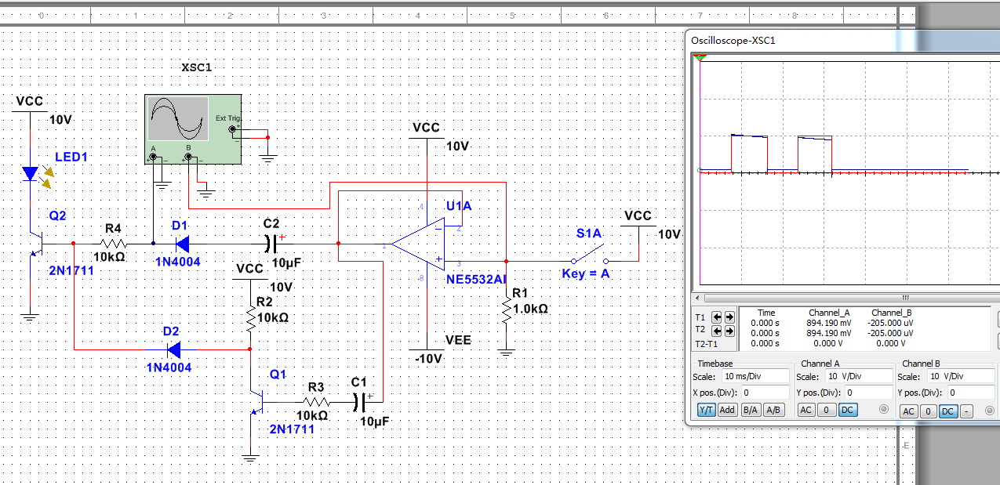 0 1 2 3 4 5 6 7 8
Oscilloscope-XSC1
XSC1
VCC
10V
LED1
Ext Trig
+
−
A
B
+ − + −
VCC
10V
Q2
2N1711
R4
10kΩ
D1
1N4004
C2
+
10µF
U1A
4
2
1
3
8
−
+
NE5532AI
S1A
Key = A
VCC
10V
VCC
10V
R2
10kΩ
R1
1.0kΩ
D2
1N4004
VEE
-10V
Q1
2N1711
R3
10kΩ
C1
+
10µF
E
Time Channel_A Channel_B
T1 0.000 s 894.190 mV -205.000 uV
T2 0.000 s 894.190 mV -205.000 uV
T2-T1 0.000 s 0.000 V 0.000 V
Timebase
Scale: 10 ms/Div
X pos.(Div): 0
Y/T Add B/A A/B
Channel A
Scale: 10 V/Div
Y pos.(Div): 0
AC 0 DC
Channel B
Scale: 10 V/Div
Y pos.(Div): 0
AC 0 DC -